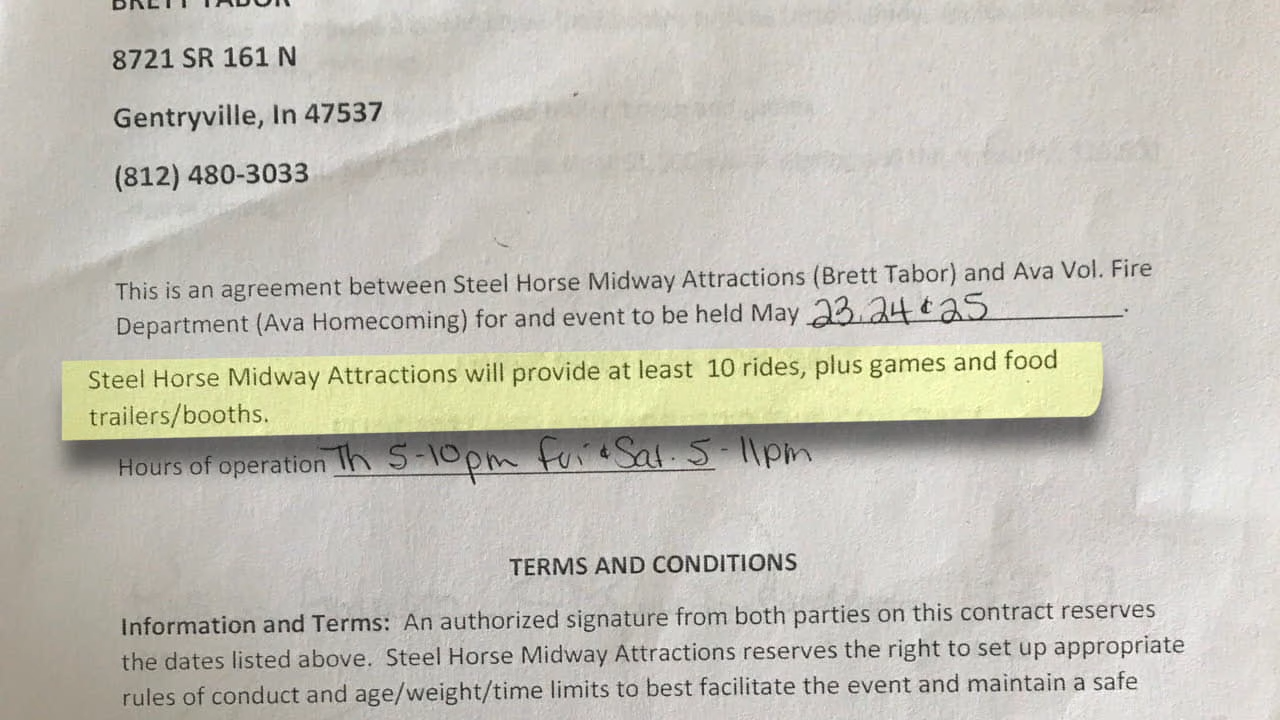 BRETT TABOR
8721 SR 161 N
Gentryville, In 47537
(812) 480-3033
This is an agreement between Steel Horse Midway Attractions (Brett Tabor) and Ava Vol. Fire
Department (Ava Homecoming) for and event to be held May 23, 24 & 25.
Steel Horse Midway Attractions will provide at least 10 rides, plus games and food
trailers/booths.
Hours of operation Th 5-10pm Fri & Sat. 5-11pm
TERMS AND CONDITIONS
Information and Terms: An authorized signature from both parties on this contract reserves
the dates listed above. Steel Horse Midway Attractions reserves the right to set up appropriate
rules of conduct and age/weight/time limits to best facilitate the event and maintain a safe